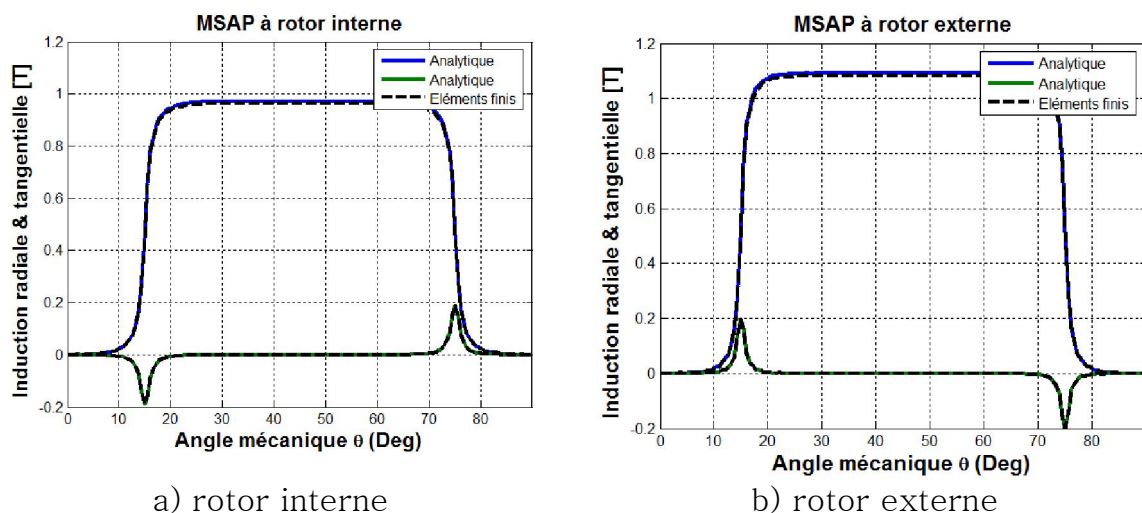 MSAP à rotor interne
Induction radiale & tangentielle [T]
1.2
1
0.8
0.6
0.4
0.2
0
-0.2
Analytique
Analytique
Eléments finis
0 10 20 30 40 50 60 70 80
Angle mécanique θ (Deg)
a) rotor interne
MSAP à rotor externe
Induction radiale & tangentielle [T]
1.2
1
0.8
0.6
0.4
0.2
0
-0.2
Analytique
Analytique
Eléments finis
0 10 20 30 40 50 60 70 80
Angle mécanique θ (Deg)
b) rotor externe